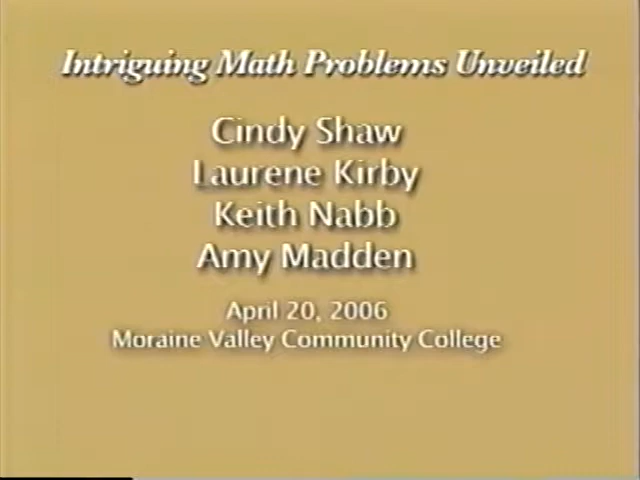 Intriguing Math Problems Unveiled
Cindy Shaw
Laurene Kirby
Keith Nabb
Amy Madden
April 20, 2006
Moraine Valley Community College